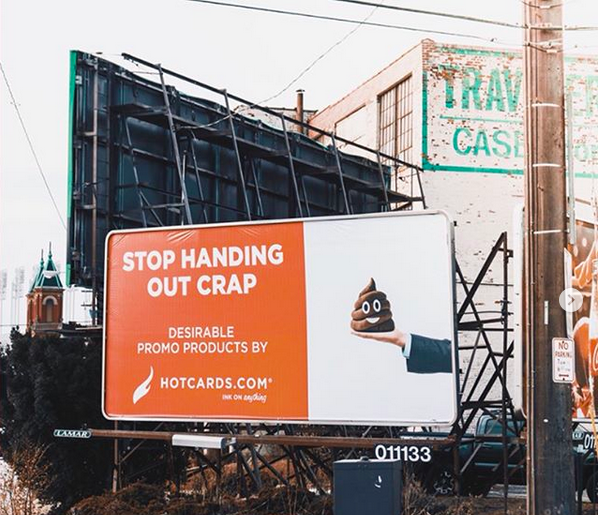 TRAV
CASE
STOP HANDING
OUT CRAP
DESIRABLE
PROMO PRODUCTS BY
HOTCARDS.COM®
INK ON anything
NO
PARKING
LAMAR
011133